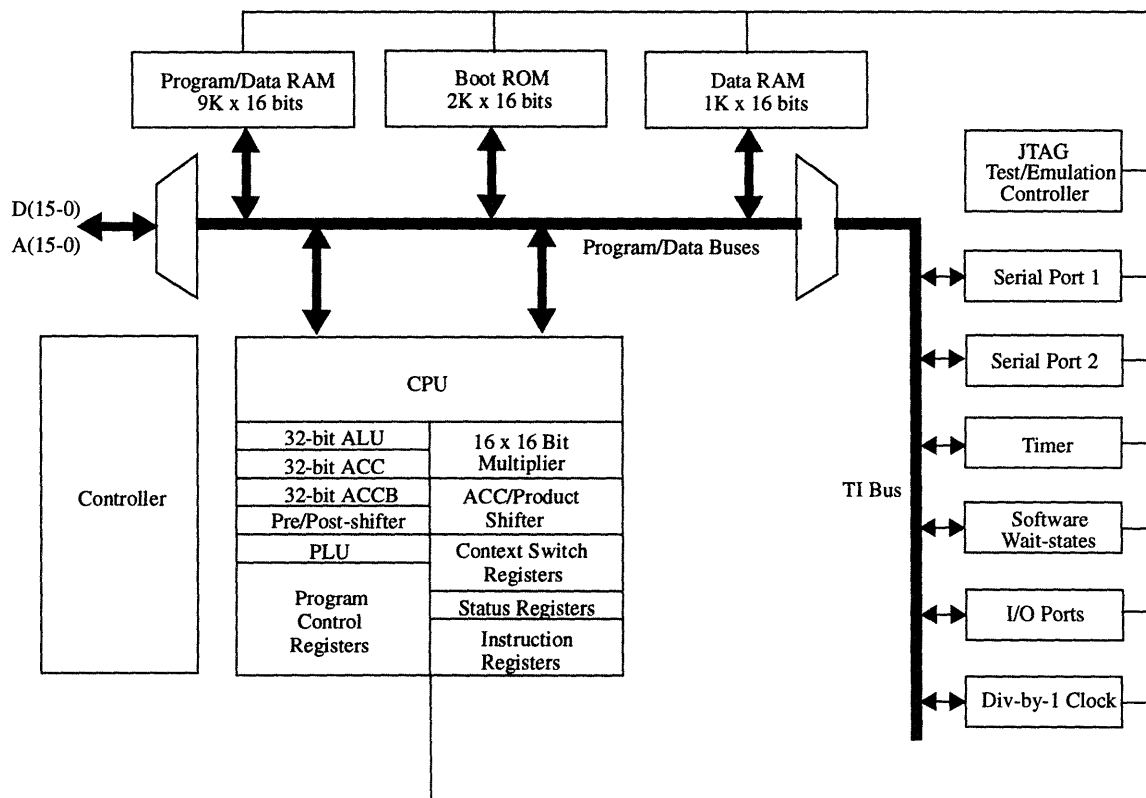 Program/Data RAM
9K x 16 bits
Boot ROM
2K x 16 bits
Data RAM
1K x 16 bits
JTAG
Test/Emulation
Controller
D(15-0)
A(15-0)
Program/Data Buses
Serial Port 1
Serial Port 2
Timer
TI Bus
Software
Wait-states
I/O Ports
Div-by-1 Clock
Controller
CPU
32-bit ALU
32-bit ACC
32-bit ACCB
Pre/Post-shifter
PLU
Program
Control
Registers
16 x 16 Bit
Multiplier
ACC/Product
Shifter
Context Switch
Registers
Status Registers
Instruction
Registers